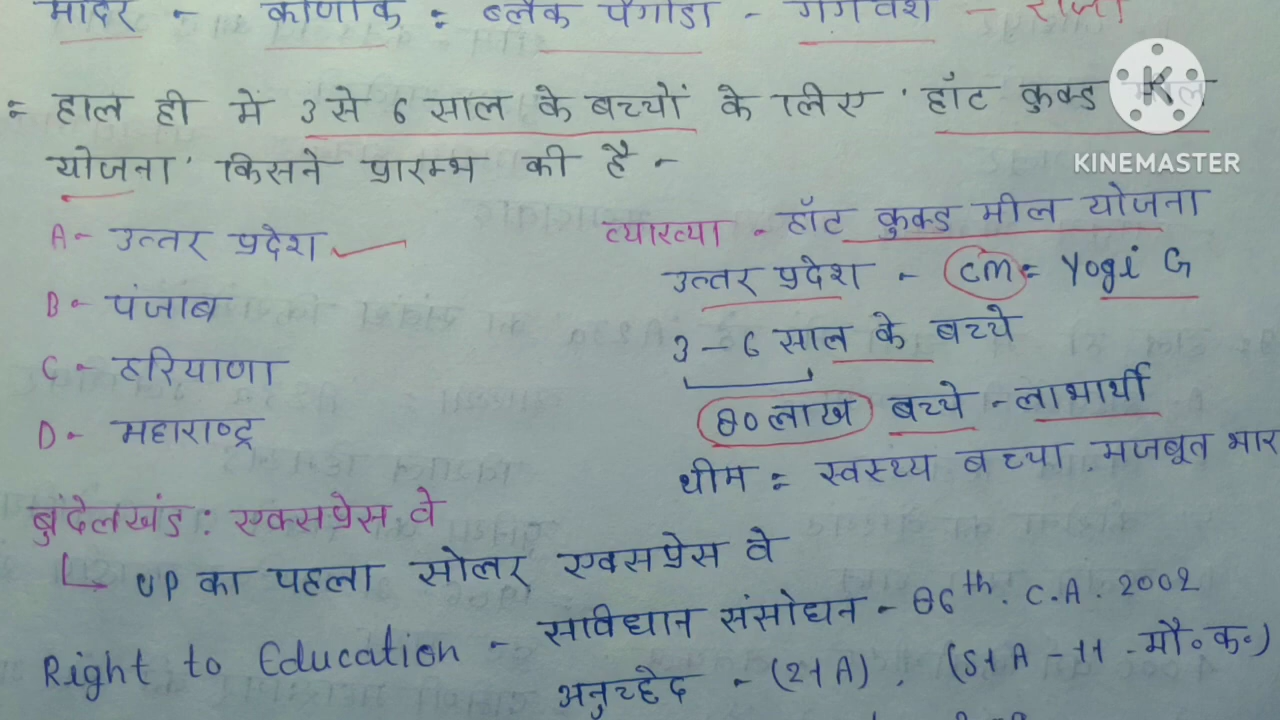 मंदिर - कोणार्क = ब्लैक पैगोडा - गंगवंश - राजा
= हाल ही में 3 से 6 साल के बच्चों के लिए 'हॉट कुक्ड मील
योजना' किसने प्रारम्भ की है -
A - उत्तर प्रदेश
B - पंजाब
C - हरियाणा
D - महाराष्ट्र
व्याख्या - हॉट कुक्ड मील योजना
उत्तर प्रदेश - CM = Yogi G
3 - 6 साल के बच्चे
80 लाख बच्चे - लाभार्थी
थीम = स्वस्थ्य बच्चा मजबूत भार
बुंदेलखंड : एक्सप्रेस वे
UP का पहला सोलर एक्सप्रेस वे
Right to Education - सविधान संसोधन - 86th. C.A. 2002
अनुच्छेद - (21A), (51A - 11 - मौ॰ क॰)
KINEMASTER